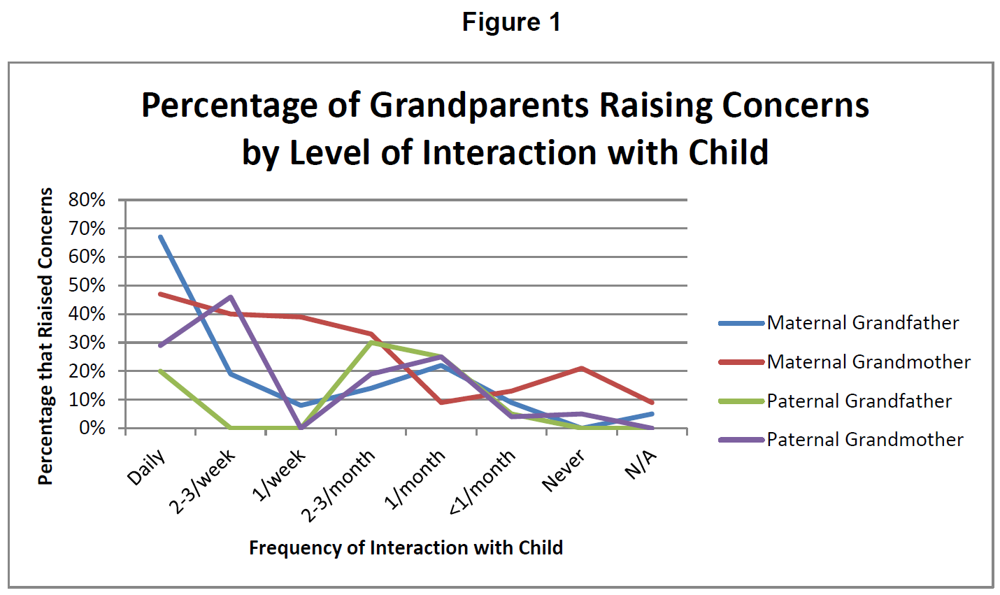 Figure 1
Percentage of Grandparents Raising Concerns
by Level of Interaction with Child
Percentage that Riaised Concerns
80%
70%
60%
50%
40%
30%
20%
10%
0%
Daily
2-3/week
1/week
2-3/month
1/month
<1/month
Never
N/A
Frequency of Interaction with Child
Maternal Grandfather
Maternal Grandmother
Paternal Grandfather
Paternal Grandmother